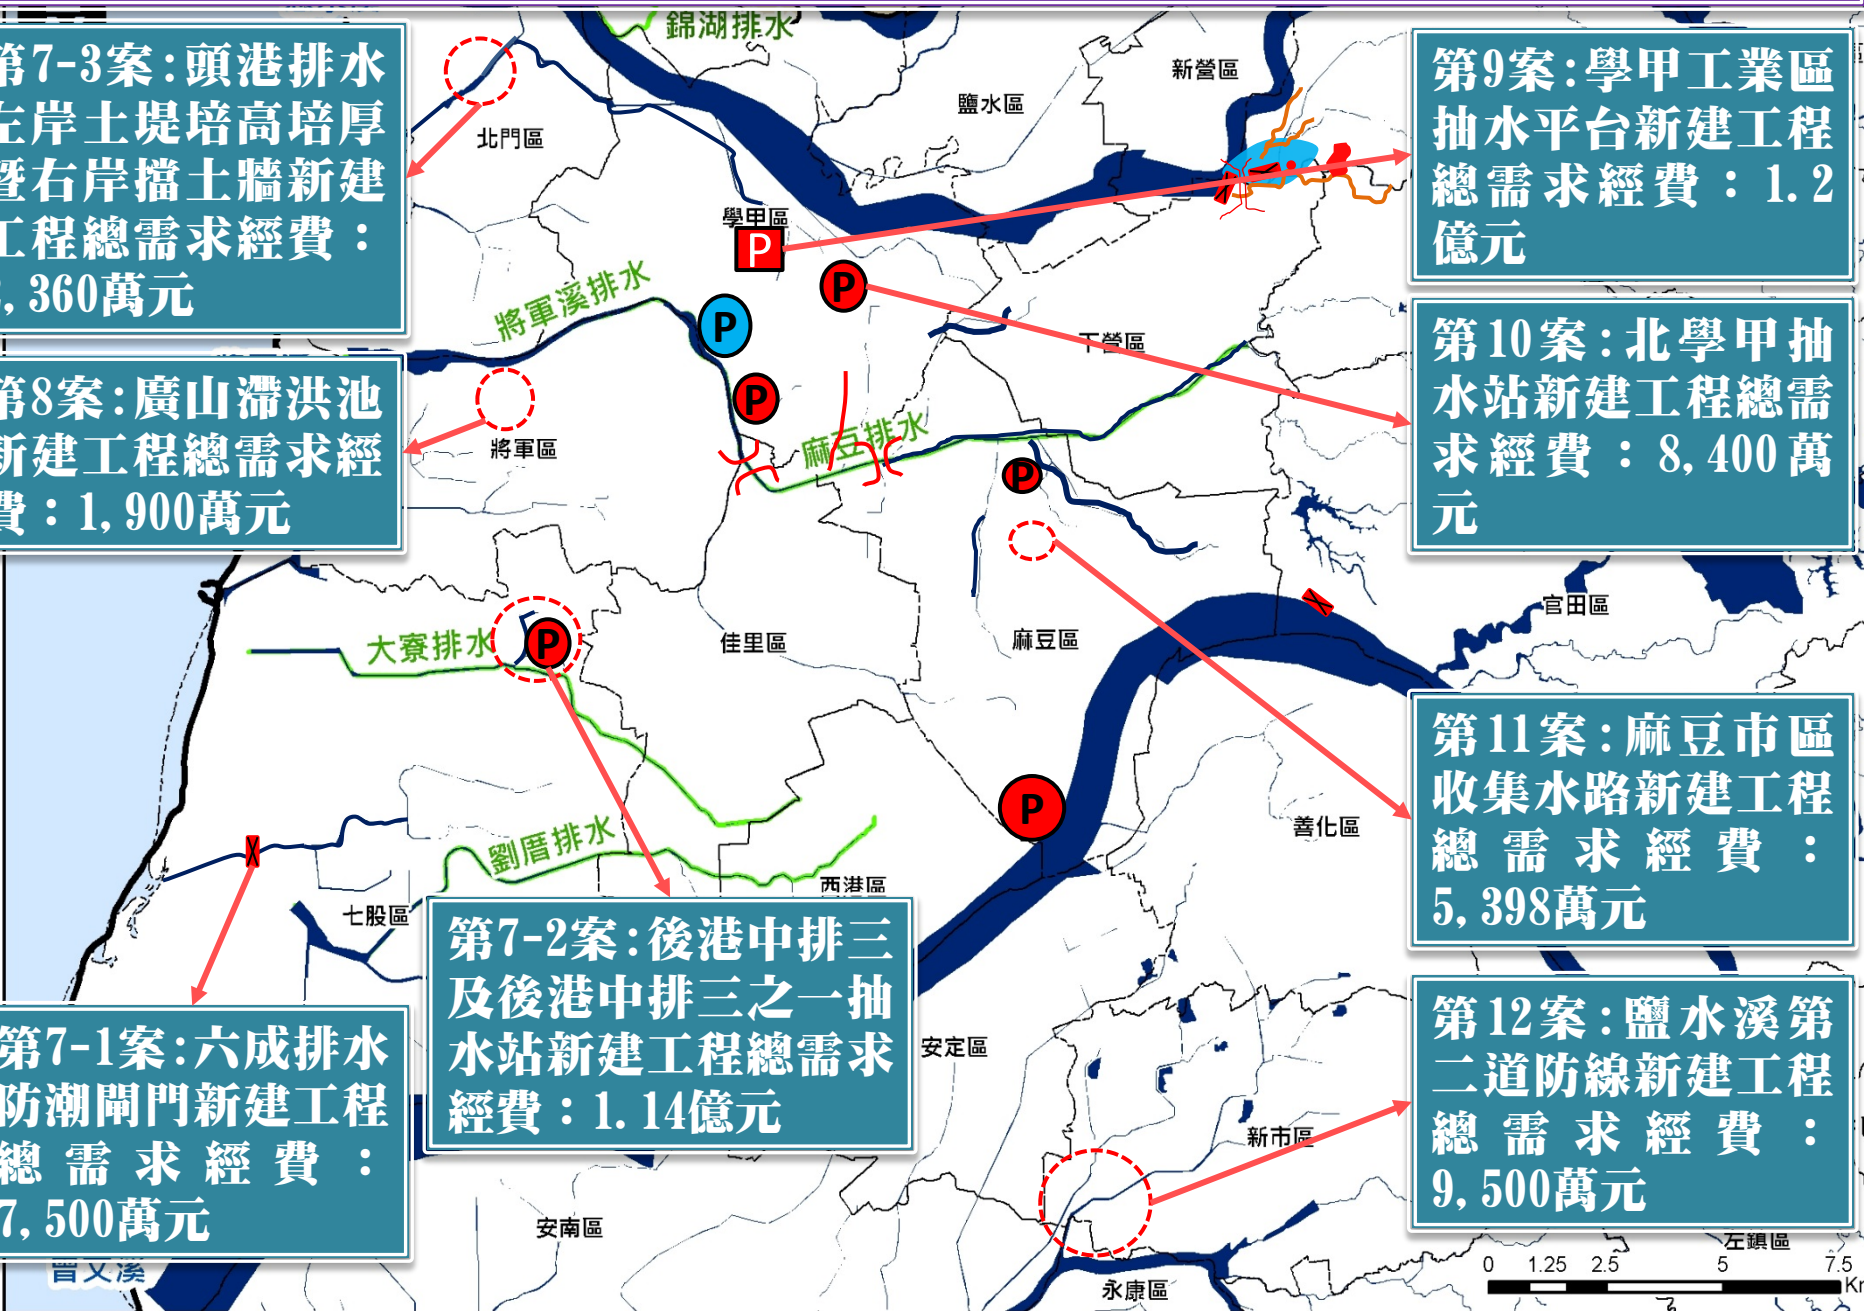 第7-3案:頭港排水
左岸土堤培高培厚
暨右岸擋土牆新建
工程總需求經費：
,360萬元
第8案:廣山滯洪池
新建工程總需求經
費：1,900萬元
第7-1案:六成排水
防潮閘門新建工程
總需求經費：
7,500萬元
第7-2案:後港中排三
及後港中排三之一抽
水站新建工程總需求
經費：1.14億元
第9案:學甲工業區
抽水平台新建工程
總需求經費：1.2
億元
第10案:北學甲抽
水站新建工程總需
求經費：8,400萬
元
第11案:麻豆市區
收集水路新建工程
總需求經費：
5,398萬元
第12案:鹽水溪第
二道防線新建工程
總需求經費：
9,500萬元
錦湖排水
新營區
鹽水區
北門區
學甲區
P
P
將軍溪排水
P
下營區
P
麻豆排水
將軍區
P
官田區
大寮排水
P
佳里區
麻豆區
P
善化區
劉厝排水
西港區
七股區
安定區
新市區
安南區
左鎮區
曾文溪
永康區
0 1.25 2.5 5 7.5